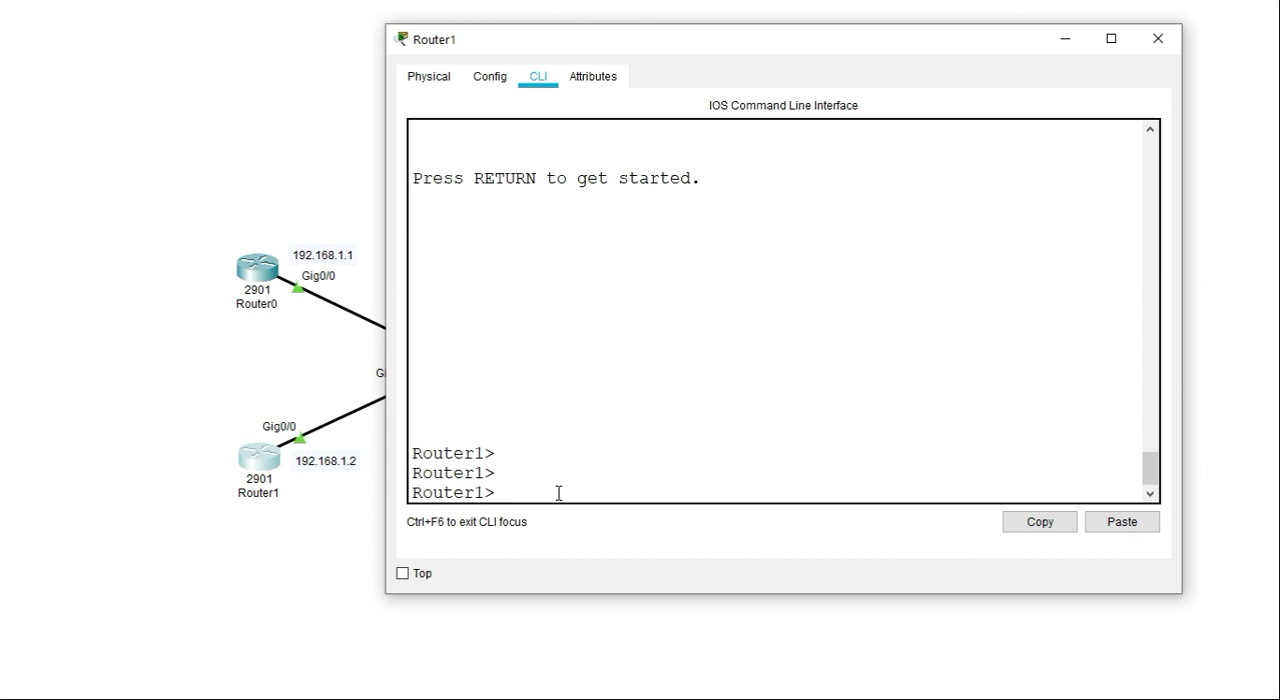 Router1
Physical
Config
CLI
Attributes
IOS Command Line Interface
Press RETURN to get started.
Router1>
Router1>
Router1>
Ctrl+F6 to exit CLI focus
Copy
Paste
Top
192.168.1.1
Gig0/0
2901
Router0
Gig0/0
192.168.1.2
2901
Router1